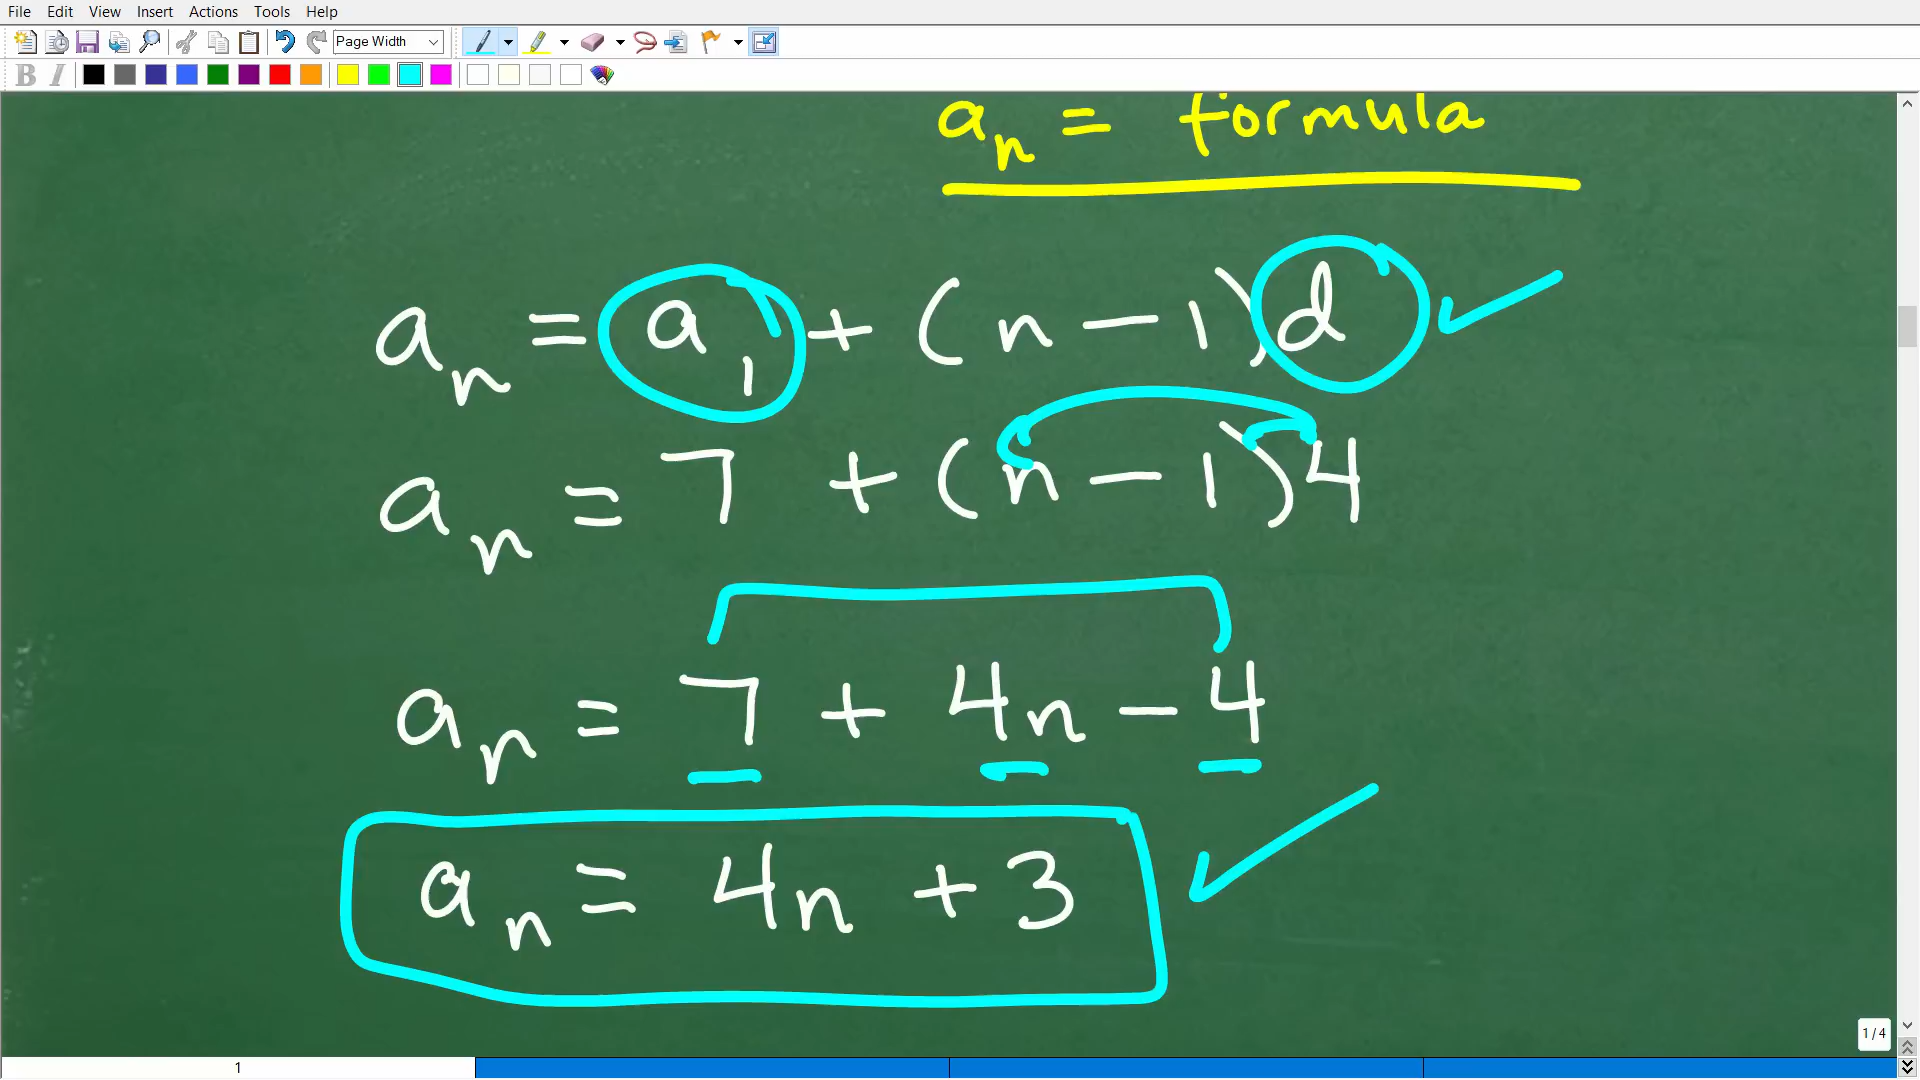 File Edit View Insert Actions Tools Help
Page Width
B I
aₙ = formula
aₙ = a₁ + (n − 1)d
aₙ = 7 + (n − 1)4
aₙ = 7 + 4n − 4
aₙ = 4n + 3
1 / 4
1